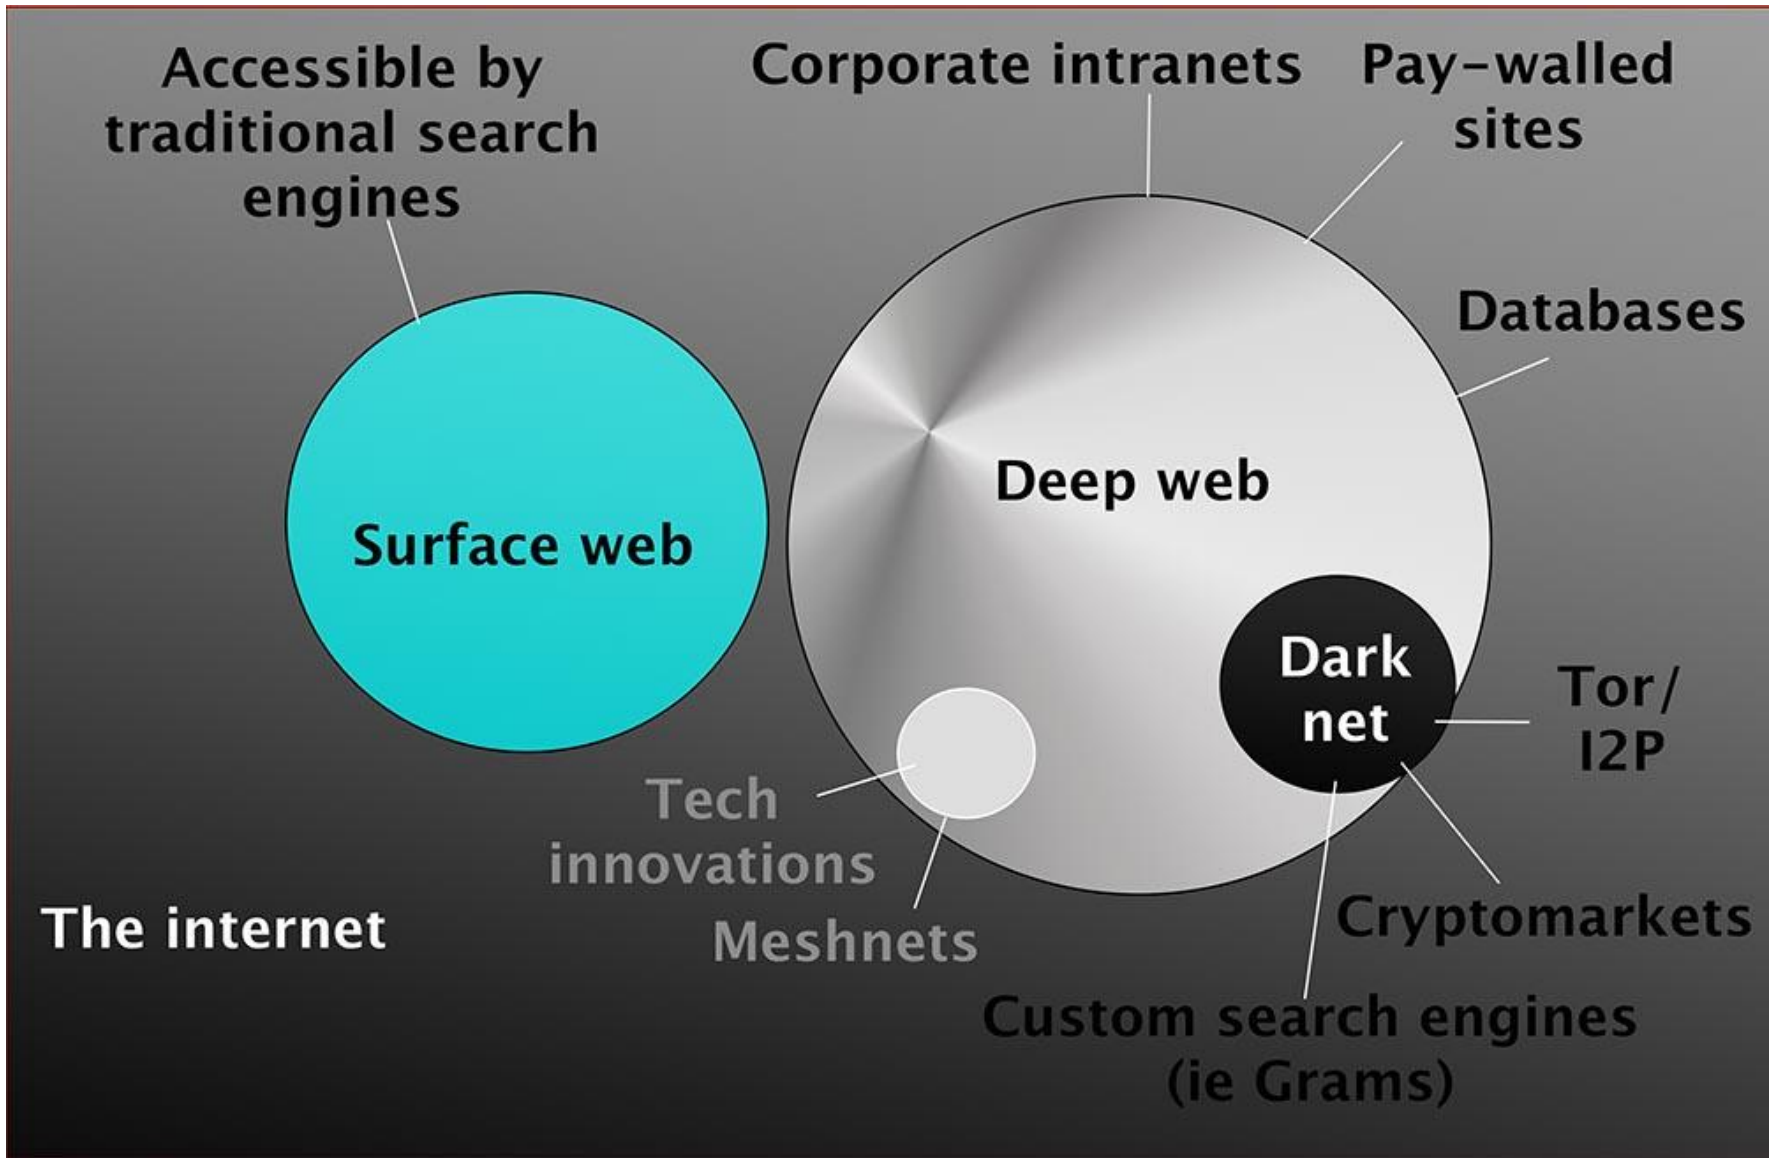 Accessible by
traditional search
engines
Corporate intranets
Pay-walled
sites
Databases
Surface web
Deep web
Dark
net
Tor/
I2P
Tech
innovations
Meshnets
The internet
Cryptomarkets
Custom search engines
(ie Grams)